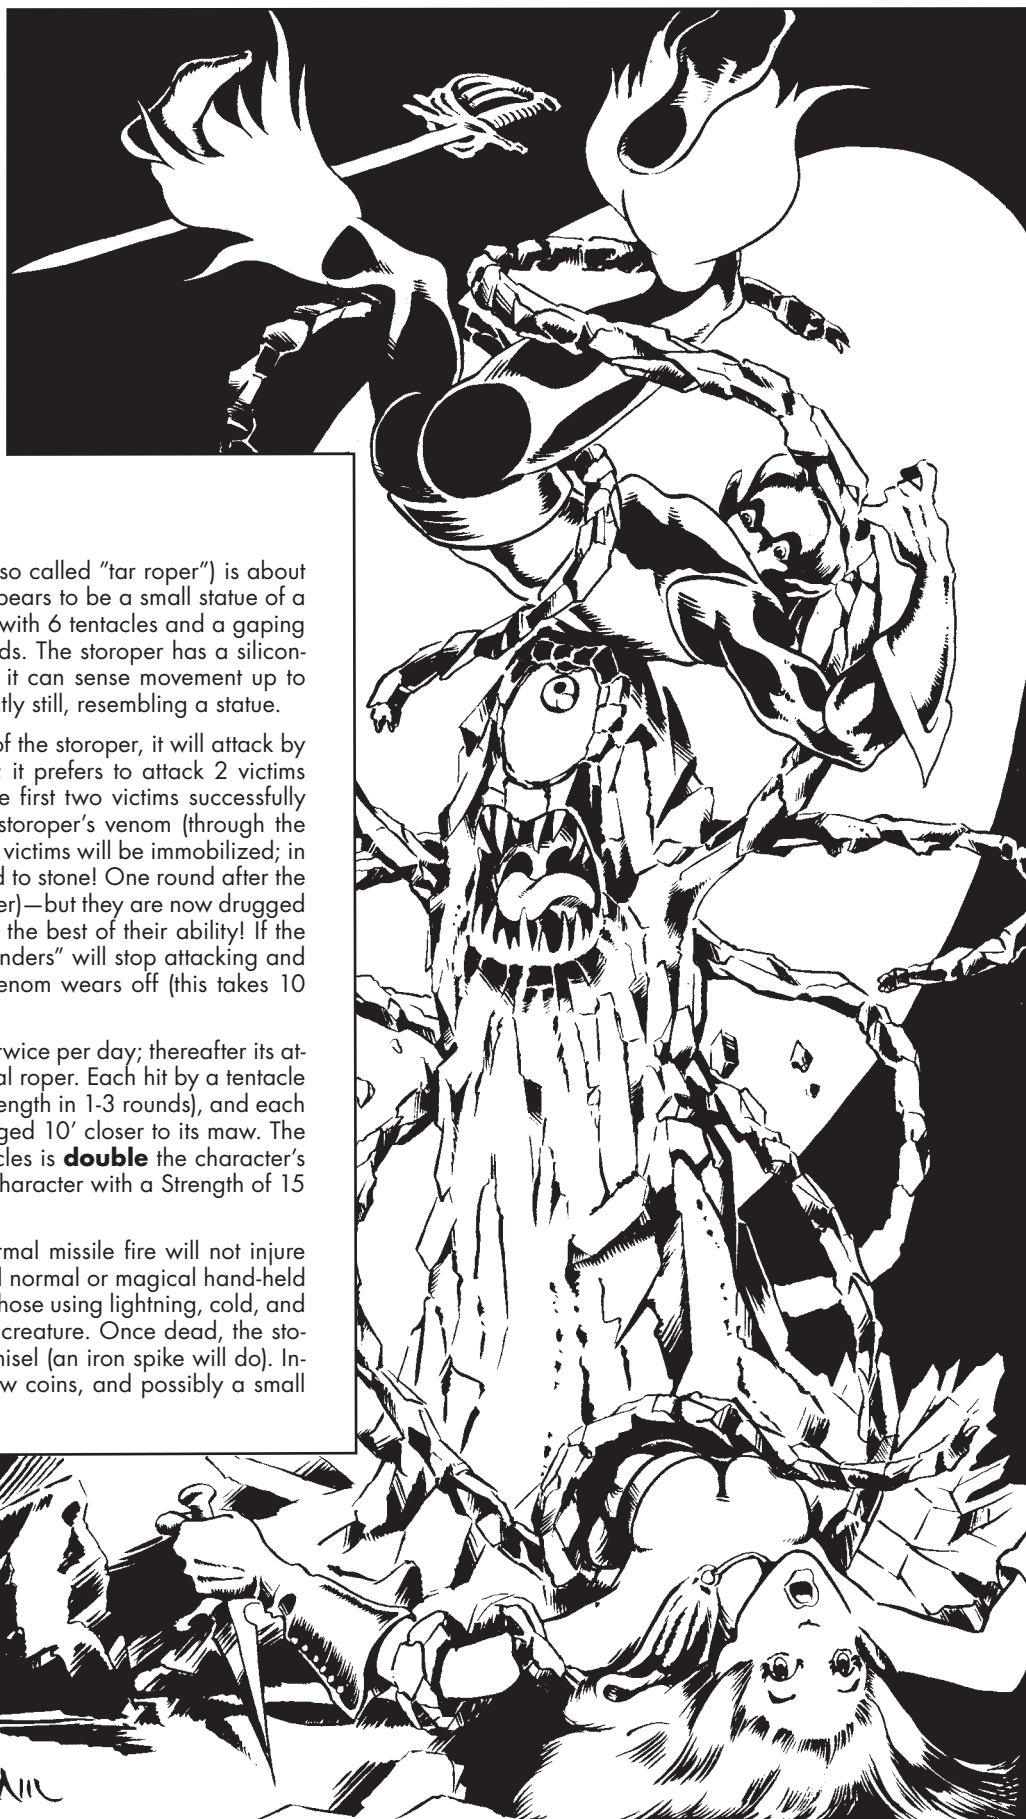 so called "tar roper") is about
pears to be a small statue of a
with 6 tentacles and a gaping
ds. The storoper has a silicon-
it can sense movement up to
tly still, resembling a statue.
of the storoper, it will attack by
it prefers to attack 2 victims
e first two victims successfully
storoper's venom (through the
victims will be immobilized; in
d to stone! One round after the
er)—but they are now drugged
the best of their ability! If the
nders" will stop attacking and
enom wears off (this takes 10
twice per day; thereafter its at-
al roper. Each hit by a tentacle
ength in 1-3 rounds), and each
ged 10' closer to its maw. The
cles is double the character's
haracter with a Strength of 15
rmal missile fire will not injure
l normal or magical hand-held
hose using lightning, cold, and
creature. Once dead, the sto-
hisel (an iron spike will do). In-
w coins, and possibly a small